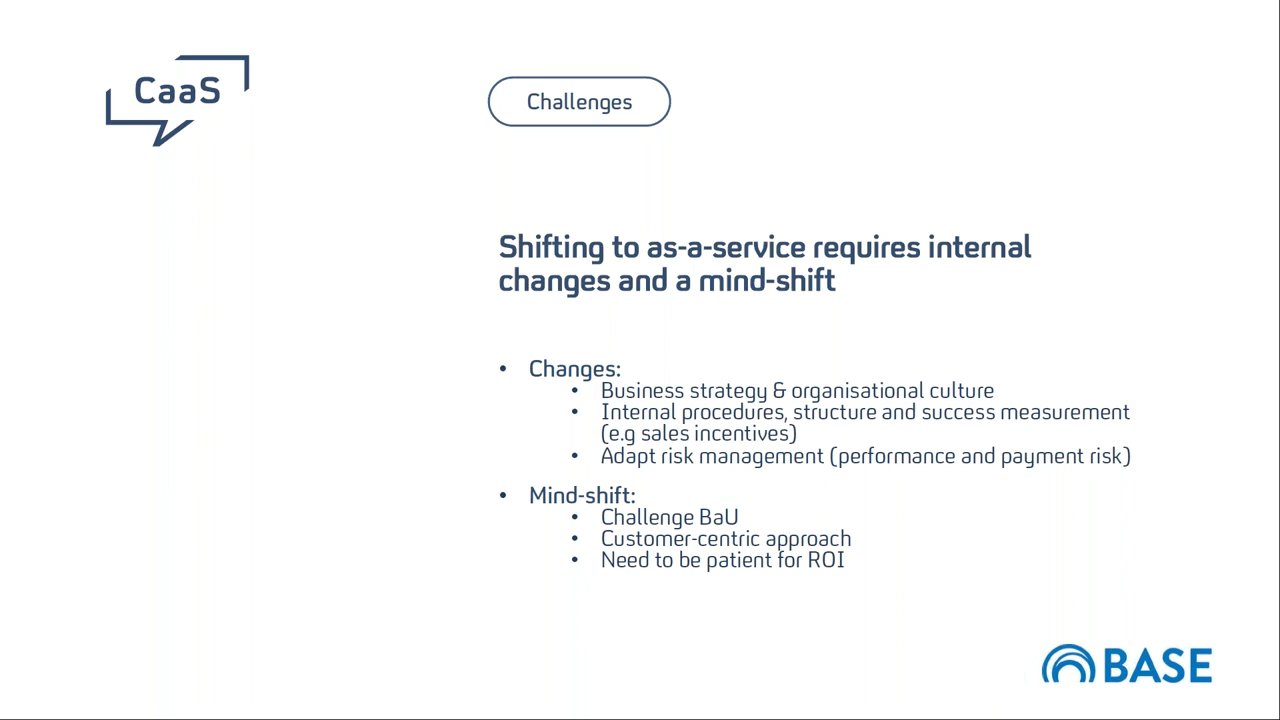 CaaS
Challenges
Shifting to as-a-service requires internal
changes and a mind-shift
• Changes:
• Business strategy & organisational culture
• Internal procedures, structure and success measurement
(e.g sales incentives)
• Adapt risk management (performance and payment risk)
• Mind-shift:
• Challenge BaU
• Customer-centric approach
• Need to be patient for ROI
BASE